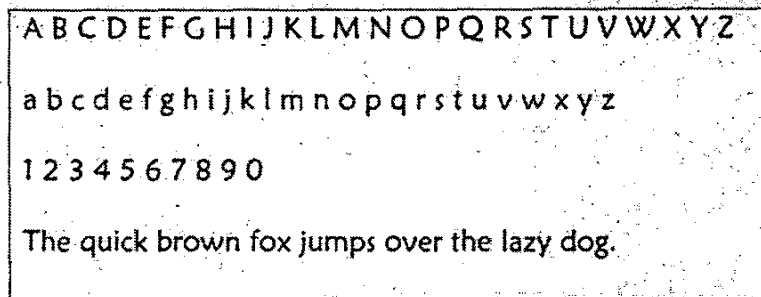 A B C D E F G H I J K L M N O P Q R S T U V W X Y Z
a b c d e f g h i j k l m n o p q r s t u v w x y z
1 2 3 4 5 6 7 8 9 0
The quick brown fox jumps over the lazy dog.